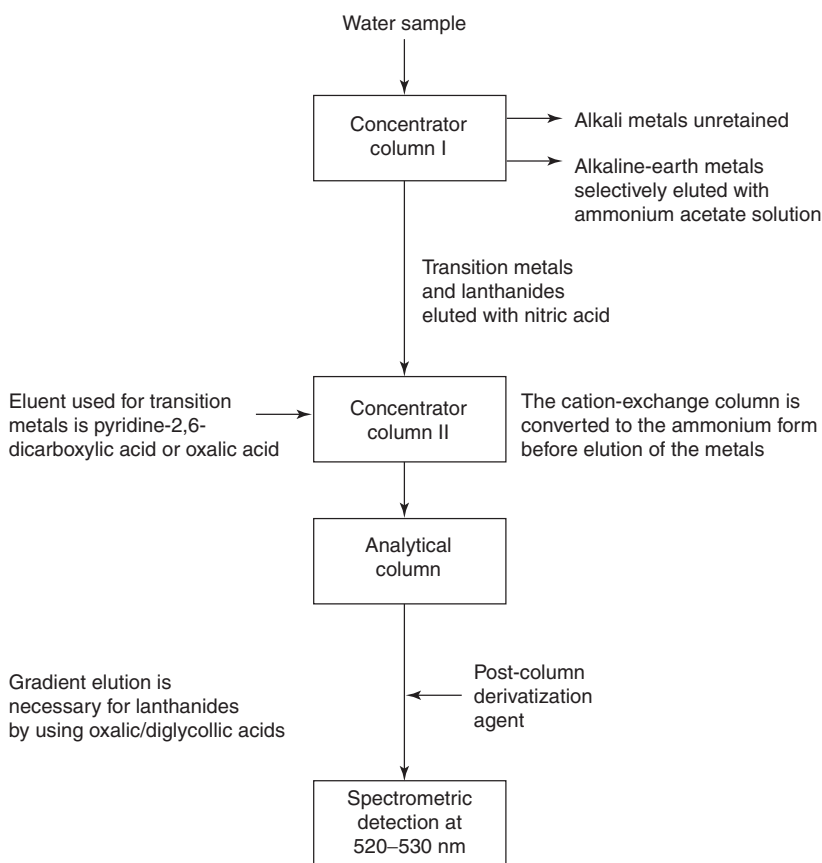 Water sample
Concentrator
column I
Alkali metals unretained
Alkaline-earth metals
selectively eluted with
ammonium acetate solution
Transition metals
and lanthanides
eluted with nitric acid
Eluent used for transition
metals is pyridine-2,6-
dicarboxylic acid or oxalic acid
Concentrator
column II
The cation-exchange column is
converted to the ammonium form
before elution of the metals
Analytical
column
Gradient elution is
necessary for lanthanides
by using oxalic/diglycollic acids
Post-column
derivatization
agent
Spectrometric
detection at
520–530 nm